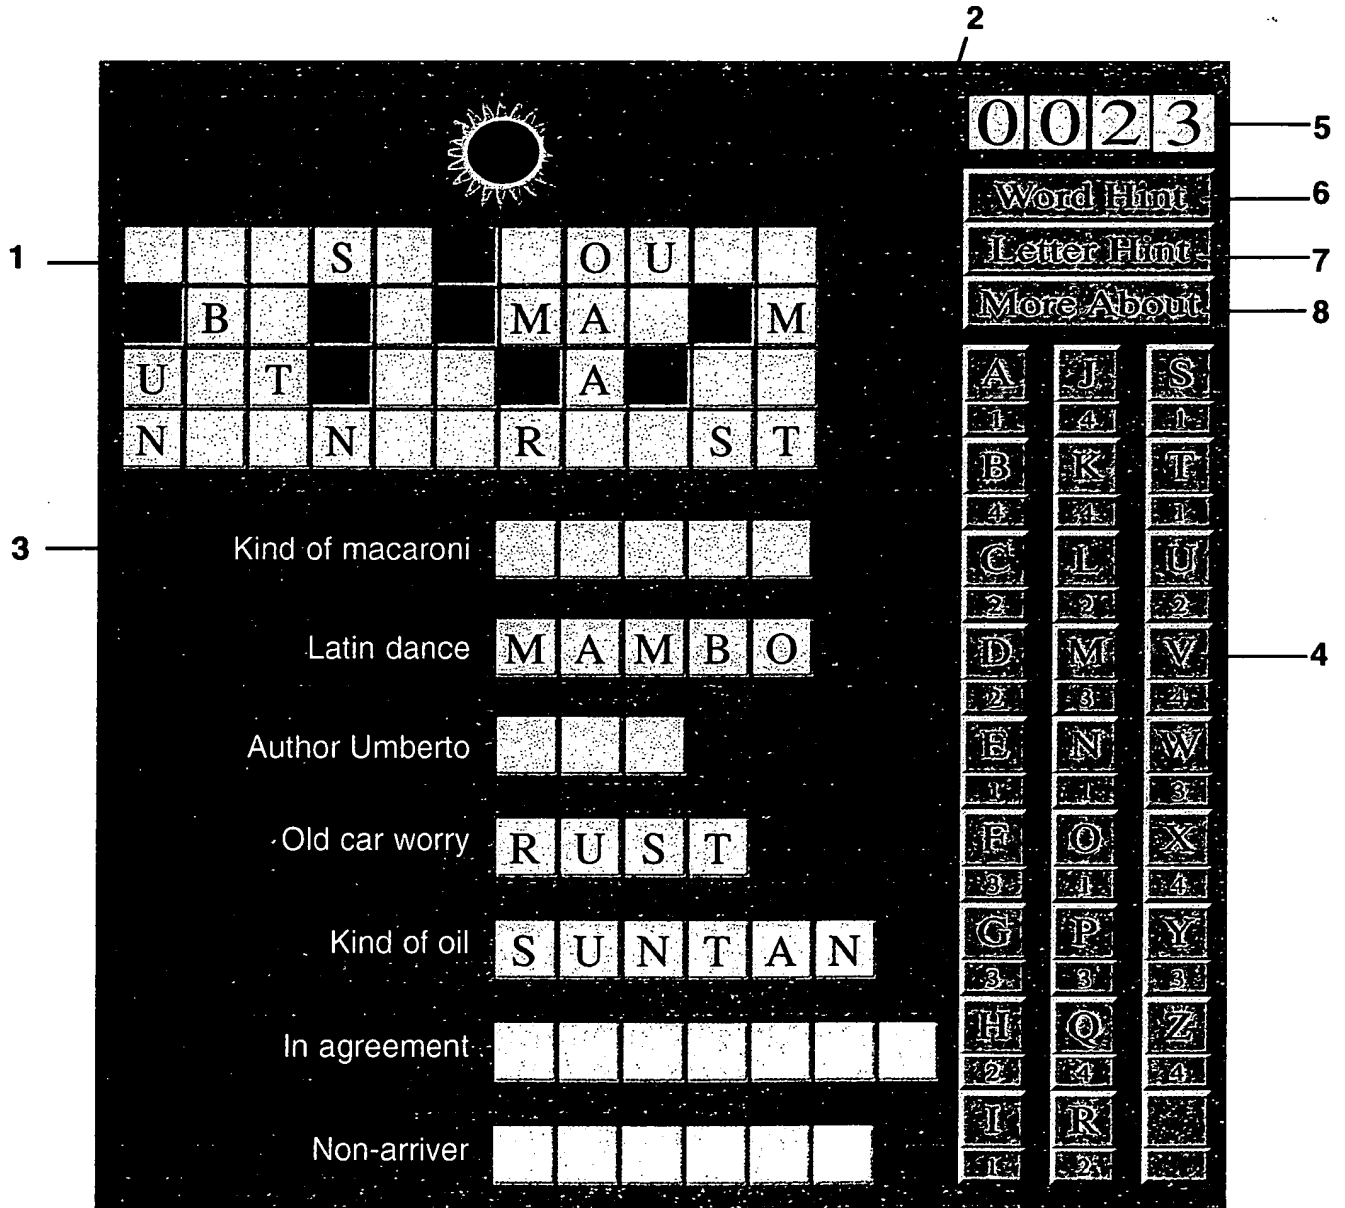 2
0023 5
Word Hint 6
Letter Hint 7
More About 8
1 S OU
B MA M
U T A
N N R ST
A J S
1 4 1
B K T
4 4 1
C L U
2 2 2
D M V 4
2 3 4
E N W
1 1 3
F O X
3 1 4
G P Y
3 3 3
H Q Z
2 4 4
I R
1 2
3 Kind of macaroni
Latin dance MAMBO
Author Umberto
Old car worry RUST
Kind of oil SUNTAN
In agreement
Non-arriver